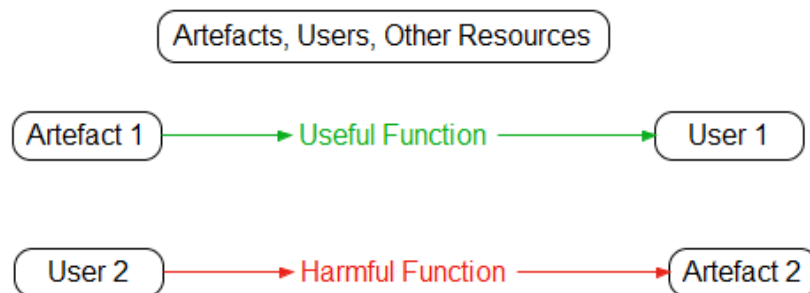 Artefacts, Users, Other Resources
Artefact 1 Useful Function User 1
User 2 Harmful Function Artefact 2